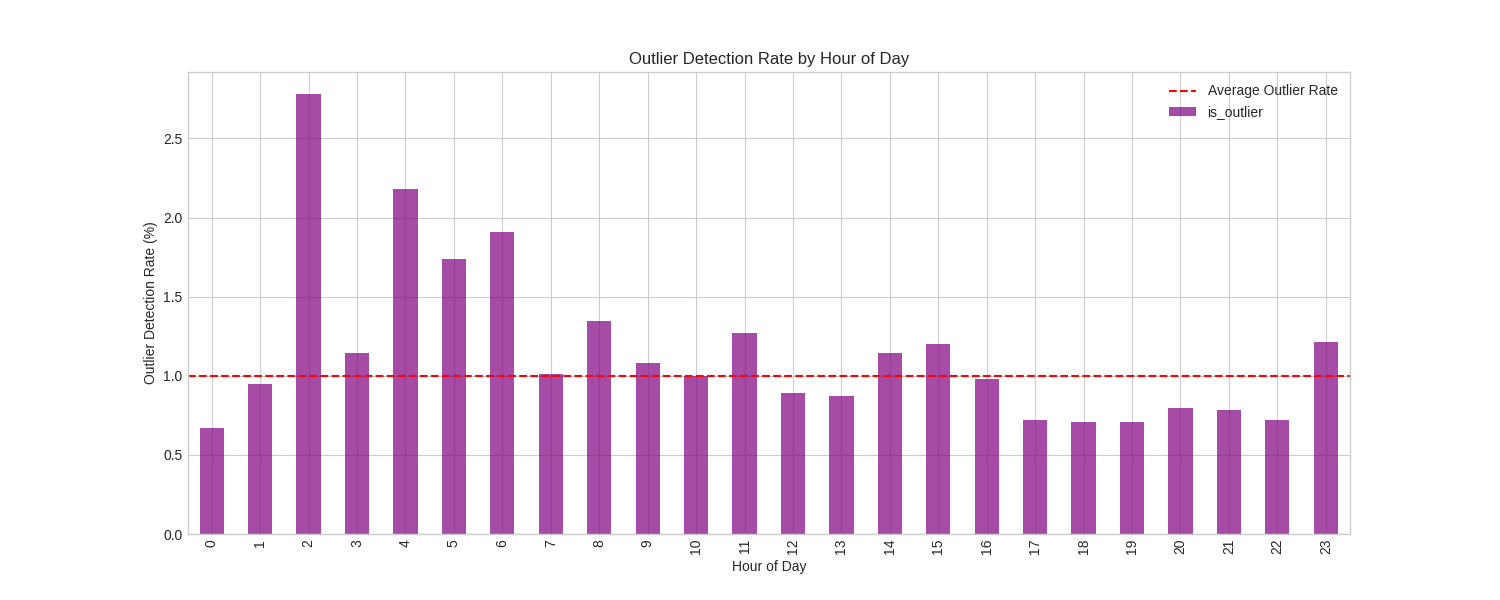 Outlier Detection Rate by Hour of Day
Average Outlier Rate
is_outlier
Outlier Detection Rate (%)
2.5
2.0
1.5
1.0
0.5
0.0
0 1 2 3 4 5 6 7 8 9 10 11 12 13 14 15 16 17 18 19 20 21 22 23
Hour of Day